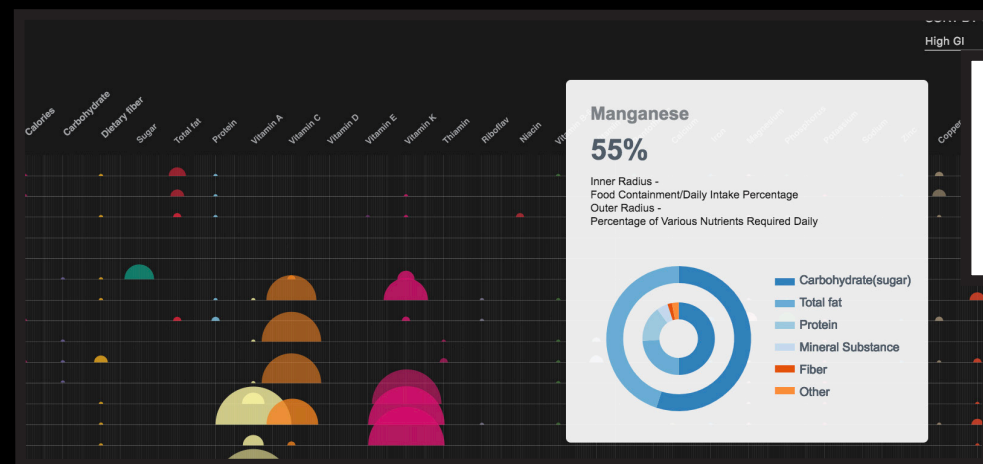 High GI
Calories
Carbohydrate
Dietary fiber
Sugar
Total fat
Protein
Vitamin A
Vitamin C
Vitamin D
Vitamin E
Vitamin K
Thiamin
Riboflav
Niacin
Copper
Manganese
55%
Inner Radius -
Food Containment/Daily Intake Percentage
Outer Radius -
Percentage of Various Nutrients Required Daily
Carbohydrate(sugar)
Total fat
Protein
Mineral Substance
Fiber
Other